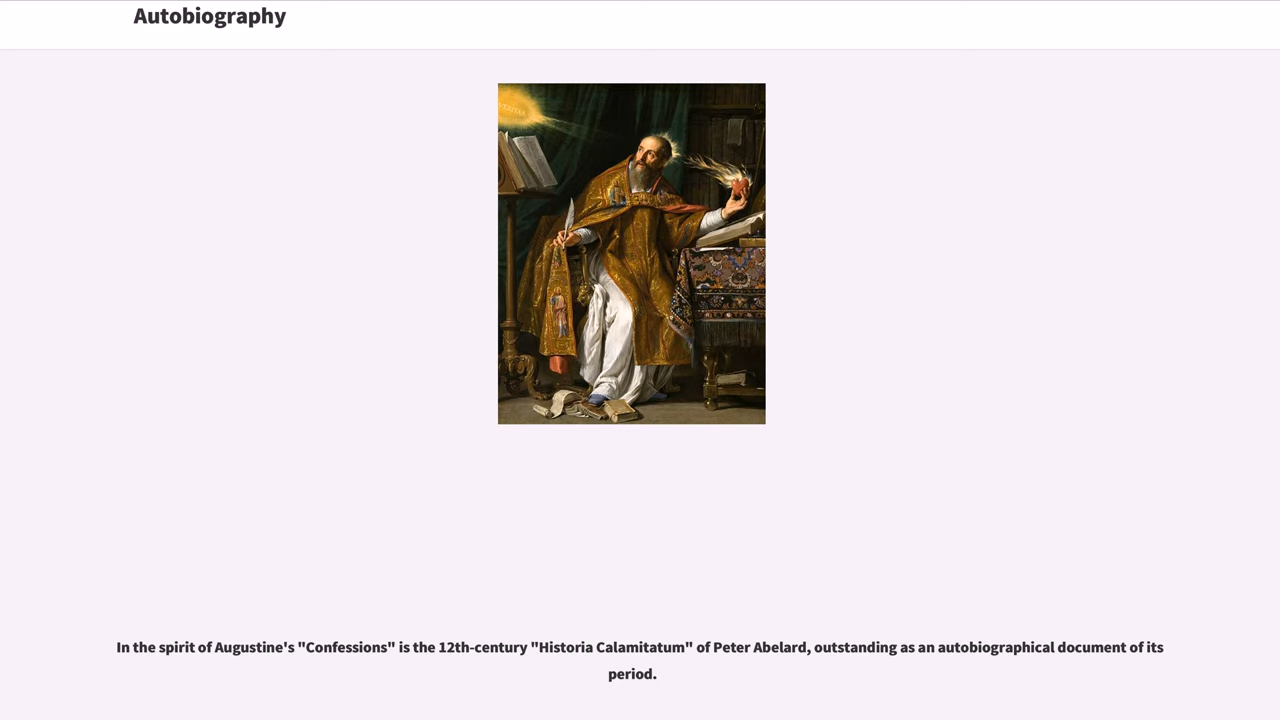 Autobiography
VERITAS
In the spirit of Augustine's "Confessions" is the 12th-century "Historia Calamitatum" of Peter Abelard, outstanding as an autobiographical document of its
period.